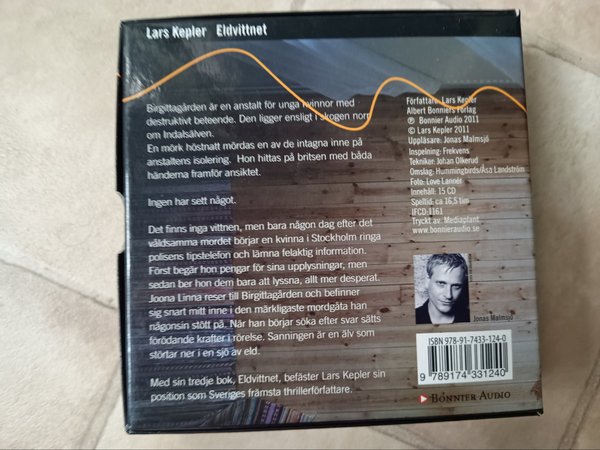 Lars Kepler Eldvittnet
Birgittagården är en anstalt för unga kvinnor med
destruktivt beteende. Den ligger ensligt i skogen norr
om Indalsälven.
En mörk höstnatt mördas en av de intagna inne på
anstaltens isolering. Hon hittas på britsen med båda
händerna framför ansiktet.
Ingen har sett något.
Det finns inga vittnen, men bara någon dag efter det
våldsamma mordet börjar en kvinna i Stockholm ringa
polisens tipstelefon och lämna felaktig information.
Först begär hon pengar för sina upplysningar, men
sedan ber hon dem bara att lyssna, allt mer desperat.
Joona Linna reser till Birgittagården och befinner
sig snart mitt inne i den märkligaste mordgåta han
någonsin stött på. När han börjar söka efter svar sätts
förödande krafter i rörelse. Sanningen är en älv som
störtar ner i en sjö av eld.
Med sin tredje bok, Eldvittnet, befäster Lars Kepler sin
position som Sveriges främsta thrillerförfattare.
Författare: Lars Kepler
Albert Bonniers Förlag
℗ Bonnier Audio 2011
© Lars Kepler 2011
Uppläsare: Jonas Malmsjö
Inspelning: Frekvens
Tekniker: Johan Olkerud
Omslag: Hummingbirds/Åsa Landström
Foto: Love Lannér
Innehåll: 15 CD
Speltid: ca 16,5 tim
IFCD:1161
Tryckt av: Mediaplant
www.bonnieraudio.se
Jonas Malmsjö
ISBN 978-91-7433-124-0
9 789174 331240
BONNIER AUDIO